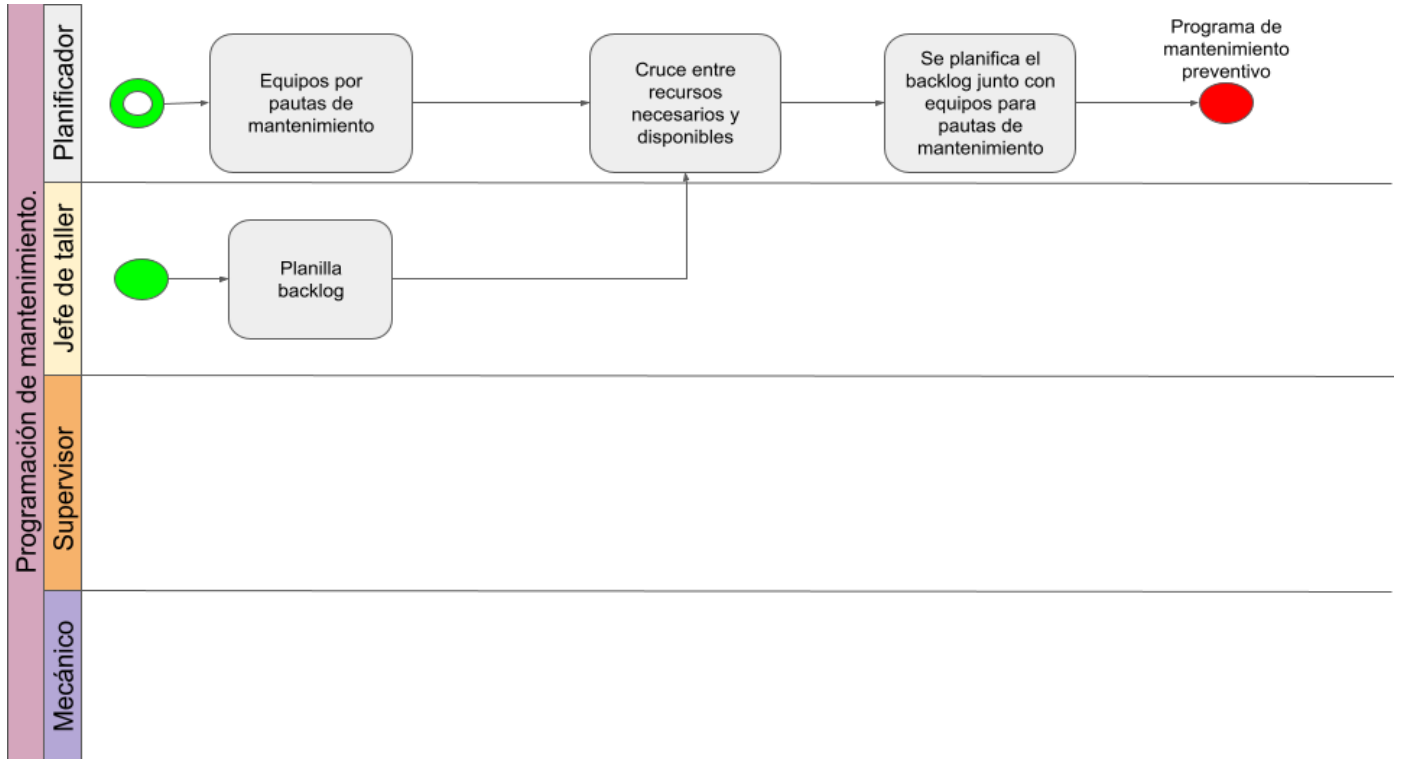 Programación de mantenimiento.
Planificador
Equipos por
pautas de
mantenimiento
Cruce entre
recursos
necesarios y
disponibles
Se planifica el
backlog junto con
equipos para
pautas de
mantenimiento
Programa de
mantenimiento
preventivo
Jefe de taller
Planilla
backlog
Supervisor
Mecánico